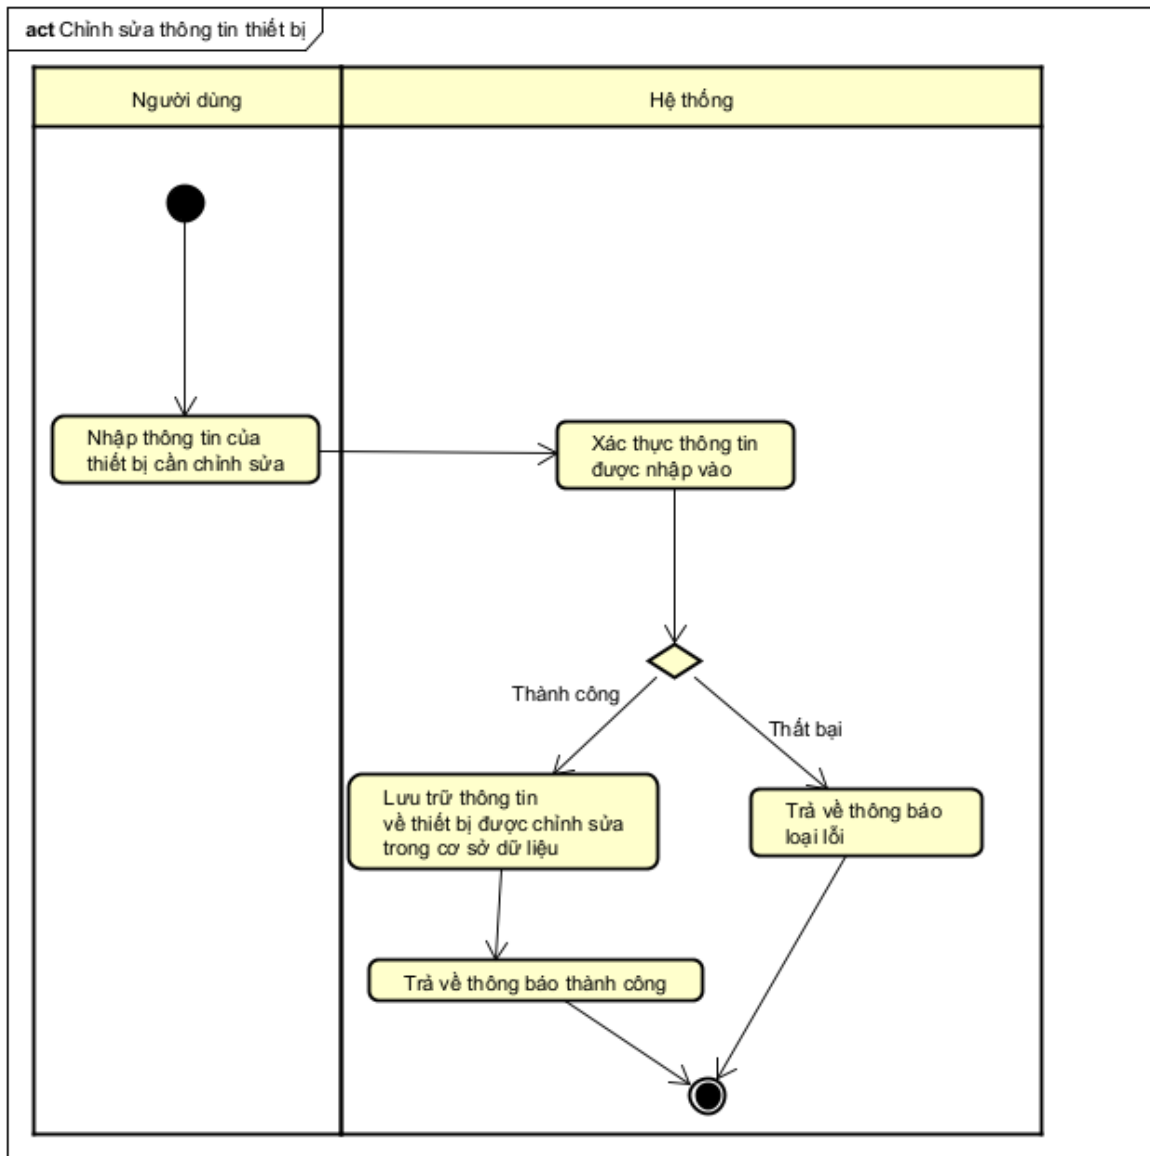 act Chỉnh sửa thông tin thiết bị
Người dùng
Hệ thống
Nhập thông tin của
thiết bị cần chỉnh sửa
Xác thực thông tin
được nhập vào
Thành công
Thất bại
Lưu trữ thông tin
về thiết bị được chỉnh sửa
trong cơ sở dữ liệu
Trả về thông báo
loại lỗi
Trả về thông báo thành công